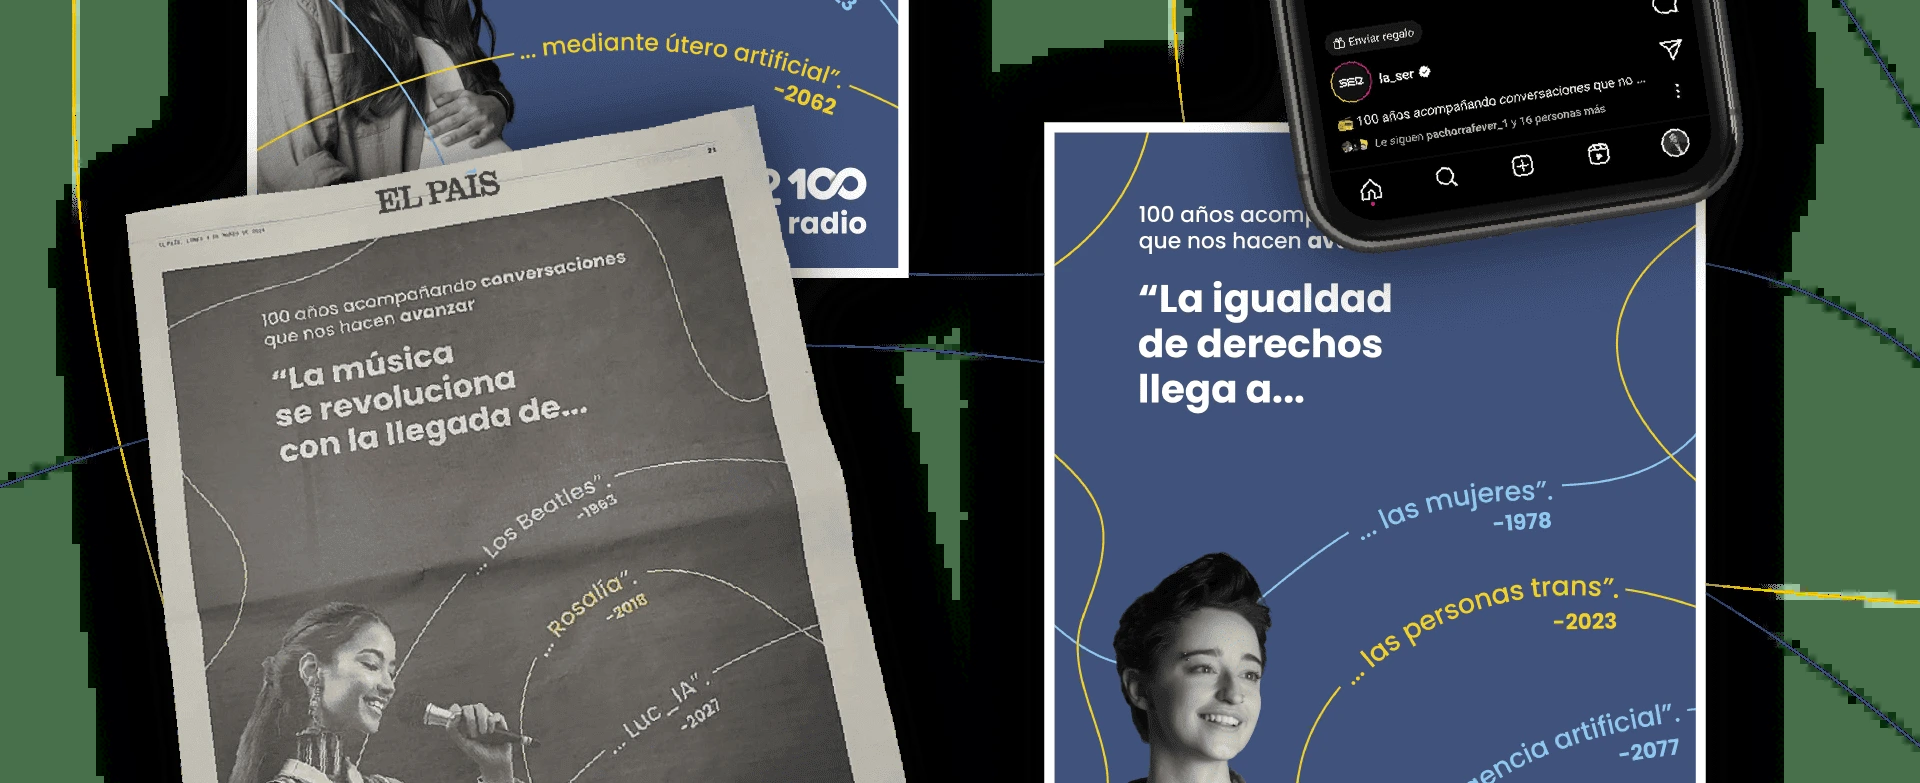 ... mediante útero artificial”.
-2062
100
radio
EL PAÍS
21
100 años acompañando conversaciones
que nos hacen avanzar
“La música
se revoluciona
con la llegada de...
... Los Beatles”.
-1963
... Rosalía”.
-2018
... Luc_IA”.
-2027
Enviar regalo
SER
la_ser
100 años acompañando conversaciones que no ...
Le siguen pachorrafever_1 y 16 personas más
100 años
que nos hacen
“La igualdad
de derechos
llega a...
... las mujeres”.
-1978
... las personas trans”.
-2023
artificial”.
-2077